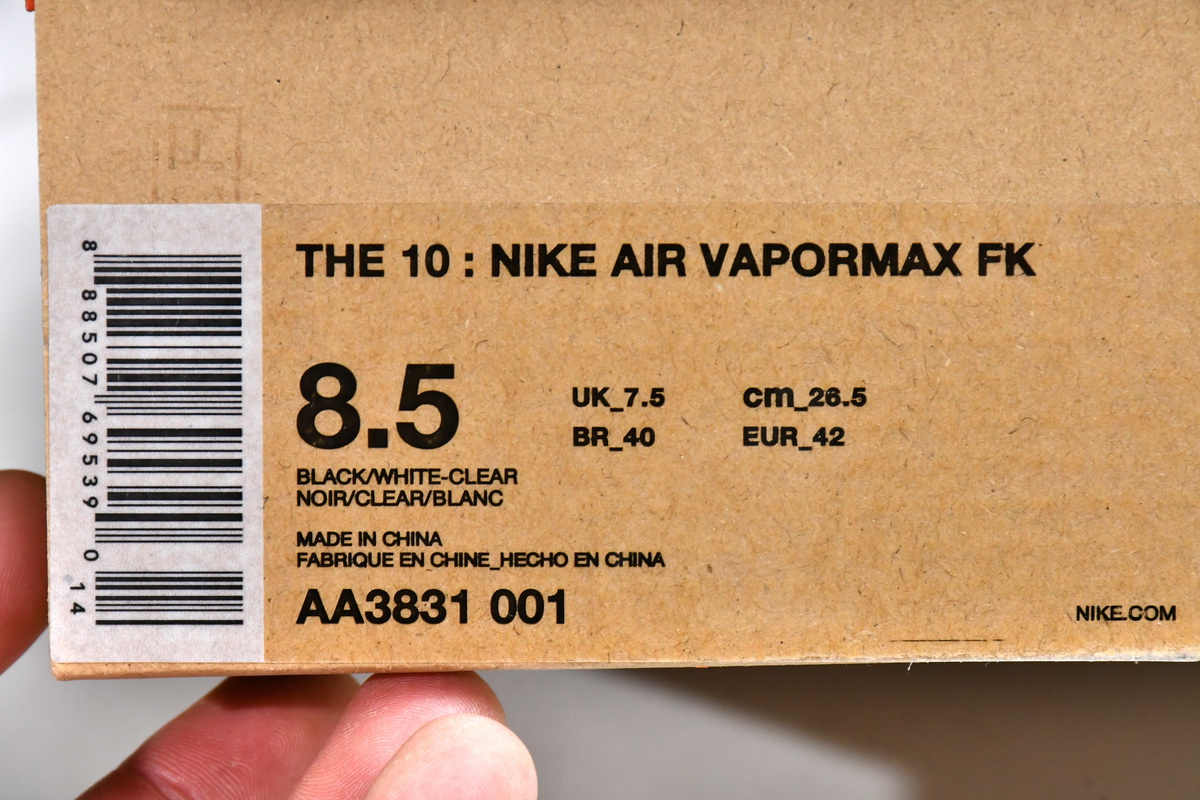 THE 10 : NIKE AIR VAPORMAX FK
8.5
UK_7.5 cm_26.5
BR_40 EUR_42
BLACK/WHITE-CLEAR
NOIR/CLEAR/BLANC
MADE IN CHINA
FABRIQUE EN CHINE_HECHO EN CHINA
AA3831 001
NIKE.COM
8 88507 69539 0 14